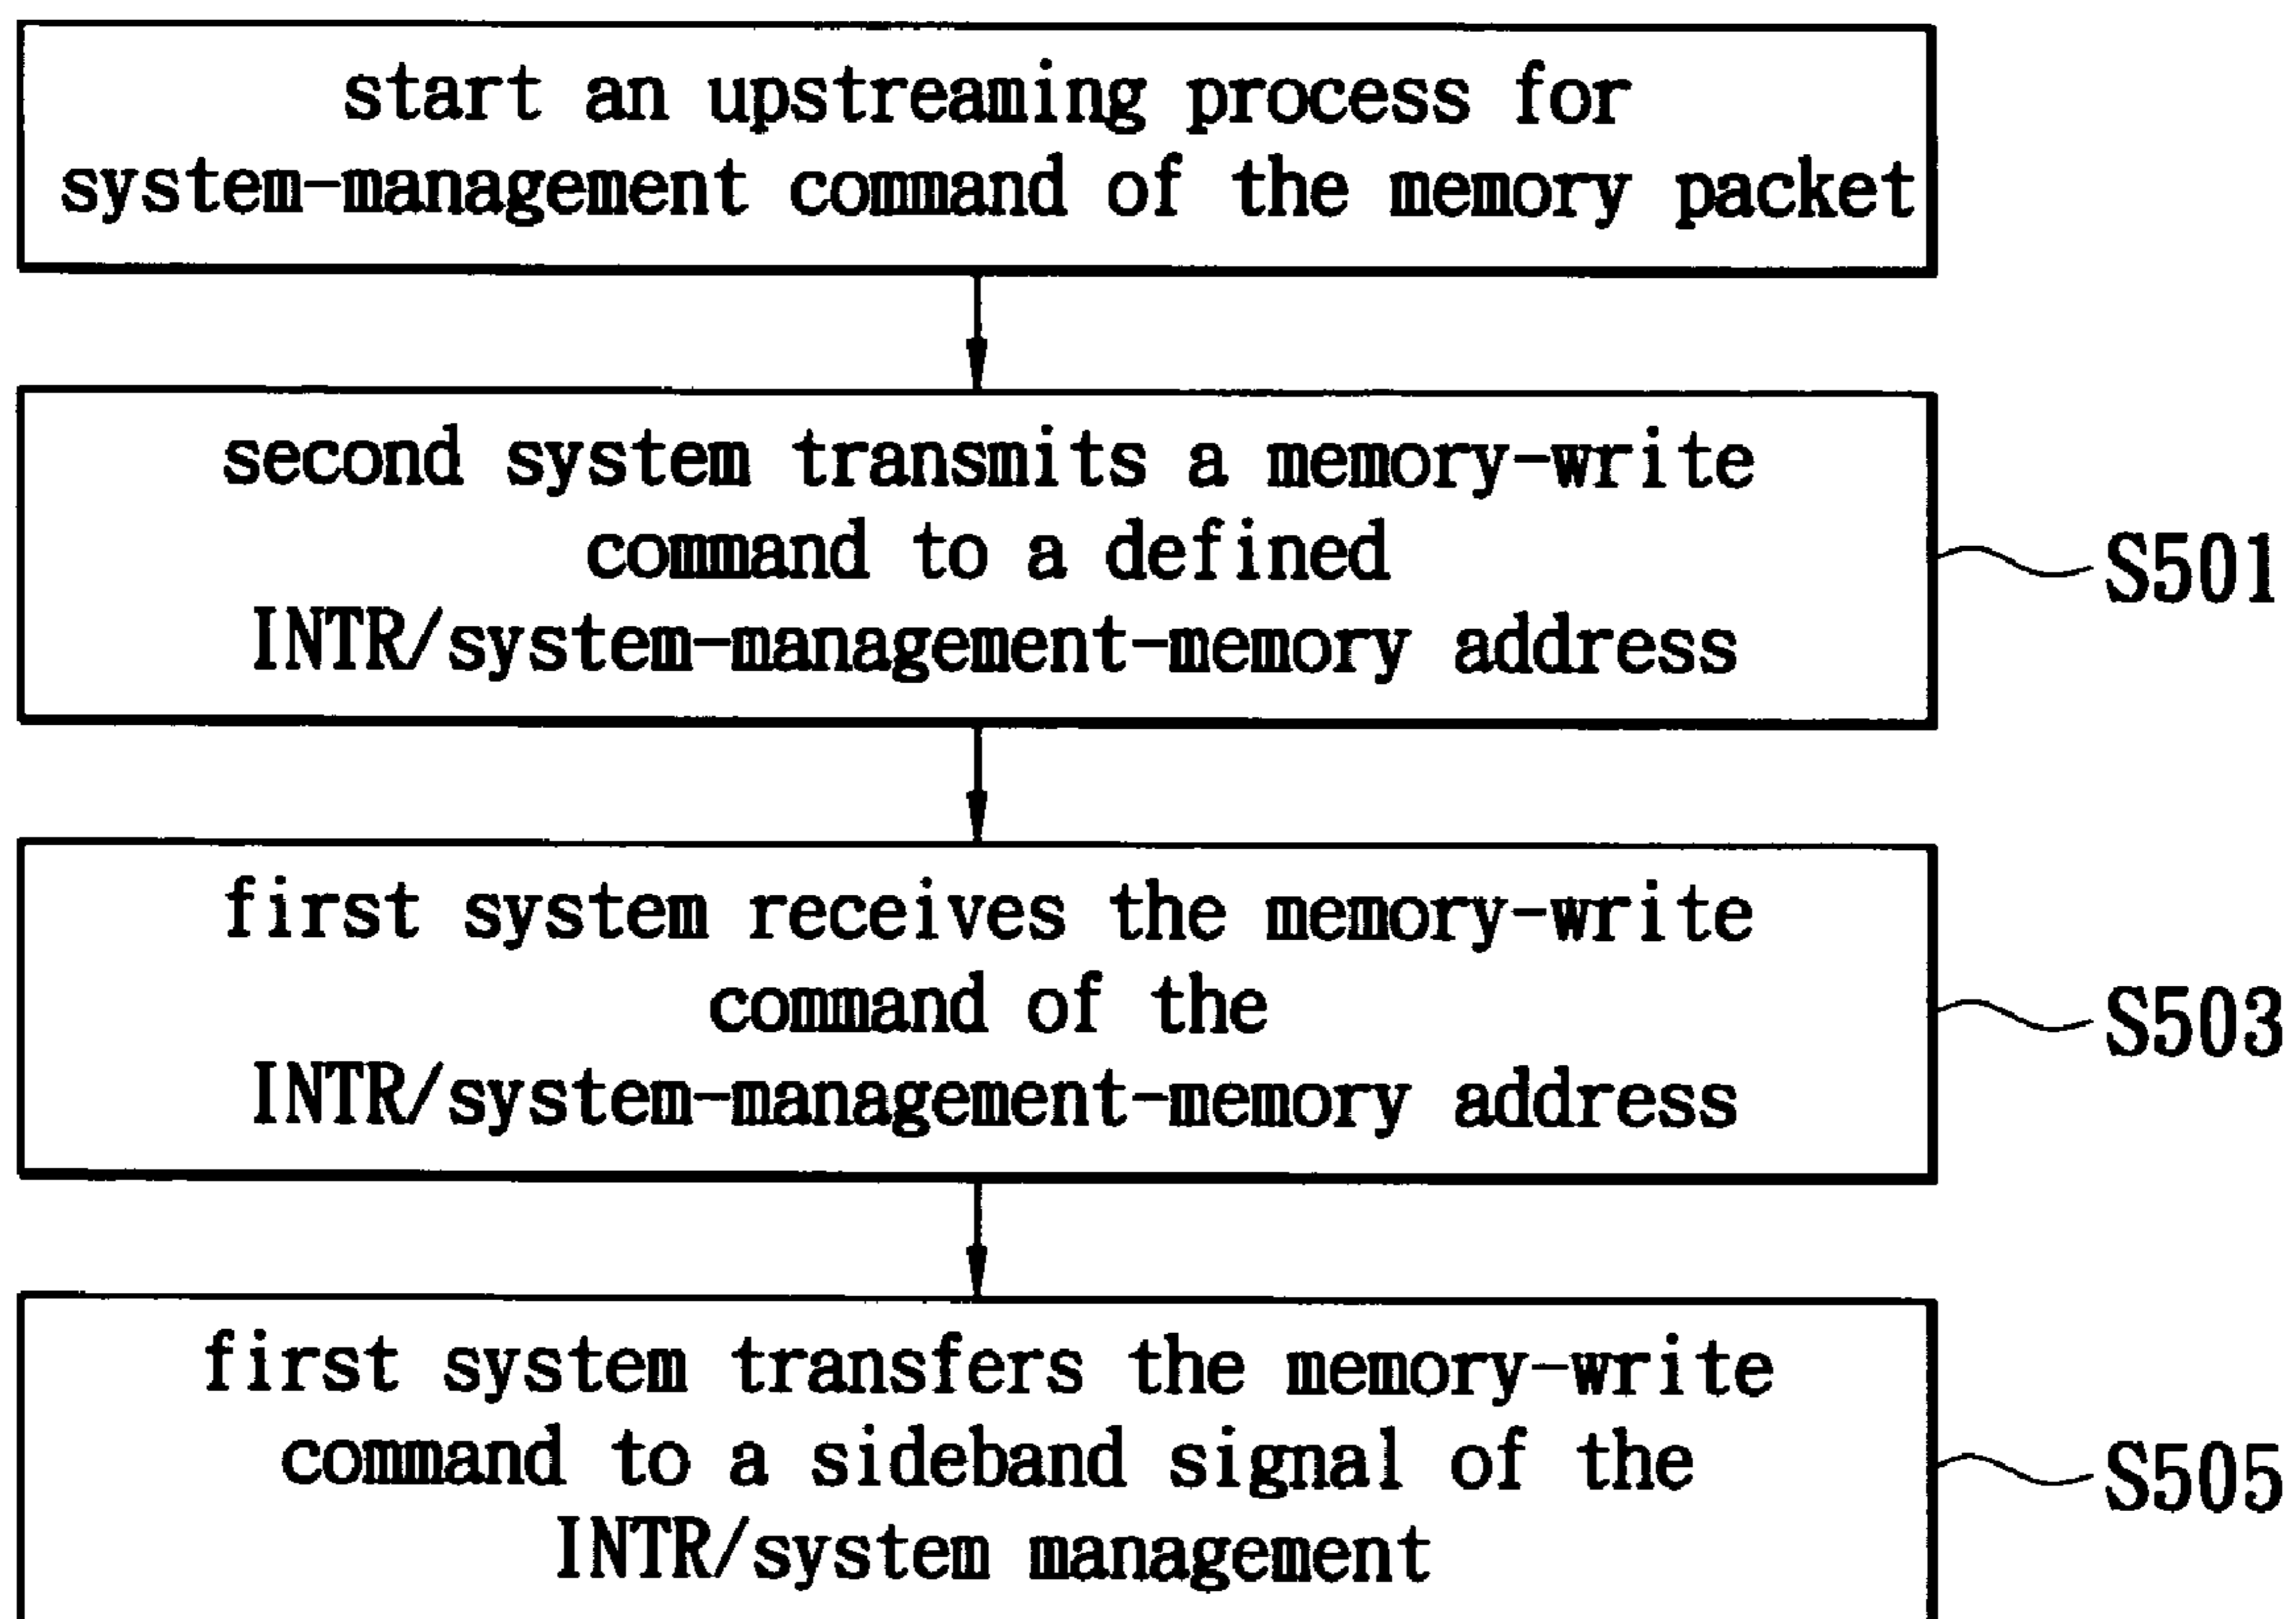 start an upstreaming process for
system-management command of the memory packet
second system transmits a memory-write
command to a defined
INTR/system-management-memory address
S501
first system receives the memory-write
command of the
INTR/system-management-memory address
S503
first system transfers the memory-write
command to a sideband signal of the
INTR/system management
S505